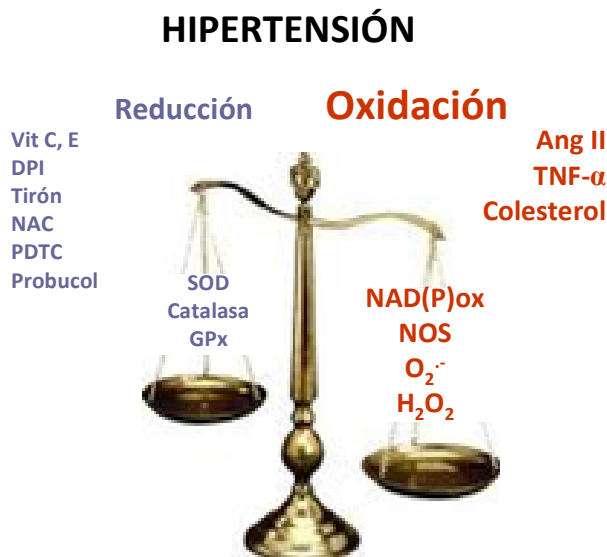 HIPERTENSIÓN
Reducción
Oxidación
Vit C, E
DPI
Tirón
NAC
PDTC
Probucol
Ang II
TNF-α
Colesterol
SOD
Catalasa
GPx
NAD(P)ox
NOS
O₂·⁻
H₂O₂